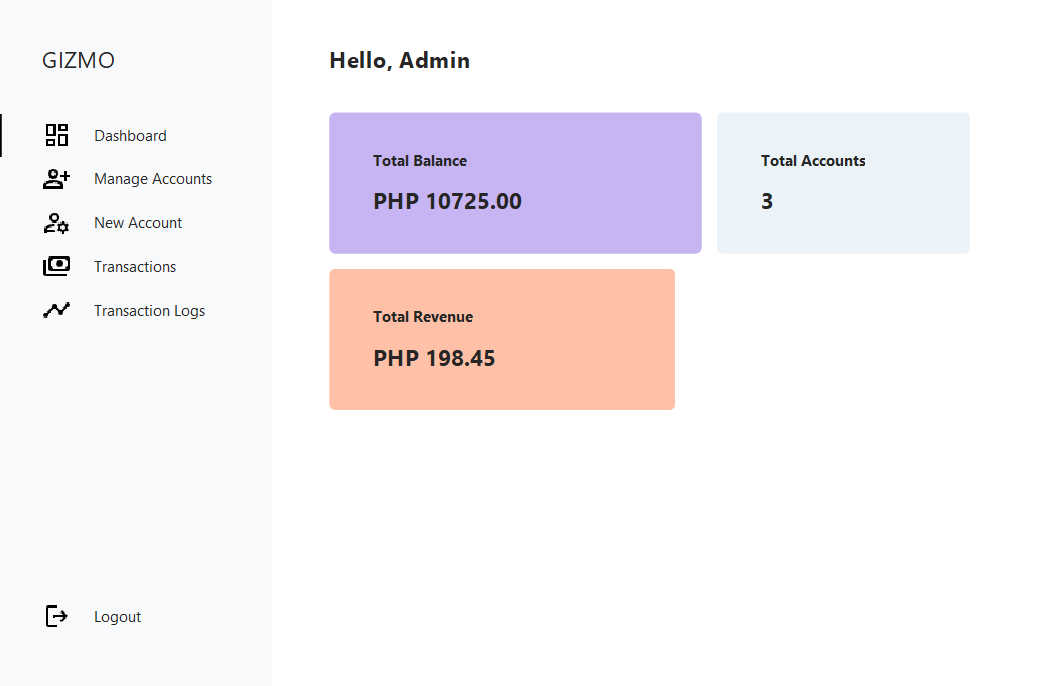 GIZMO
Dashboard
Manage Accounts
New Account
Transactions
Transaction Logs
Logout
Hello, Admin
Total Balance
PHP 10725.00
Total Accounts
3
Total Revenue
PHP 198.45